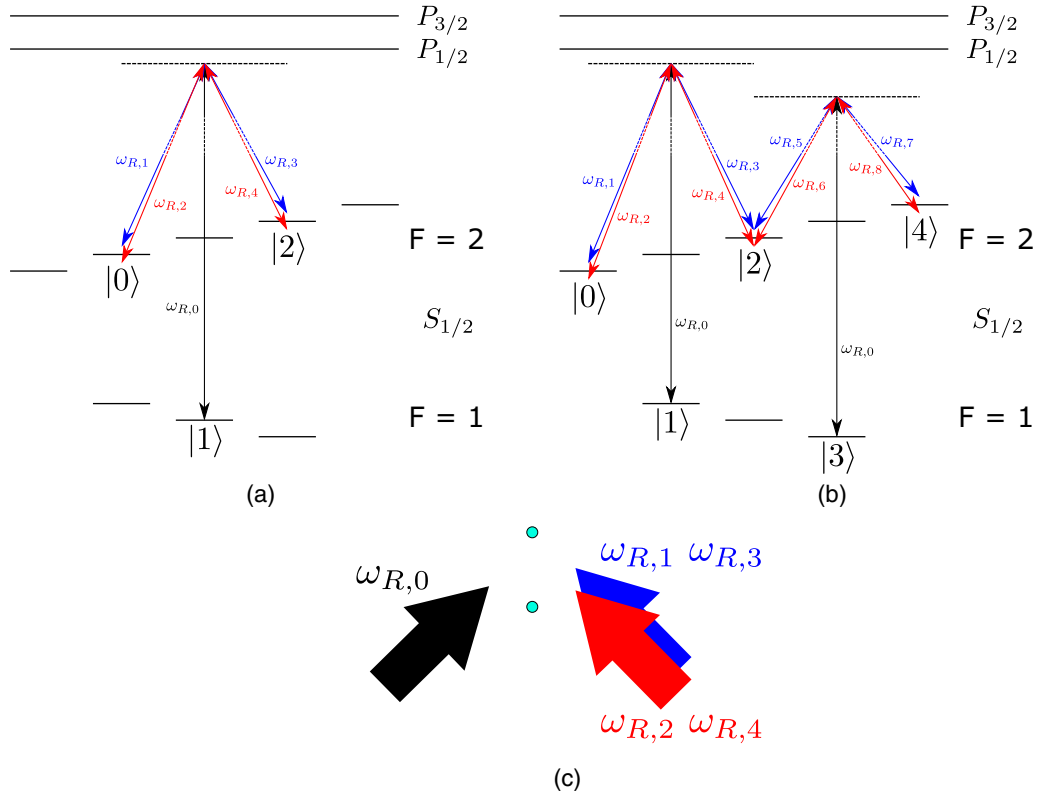 P_{3/2}
P_{1/2}
ω_{R,1}
ω_{R,3}
ω_{R,2}
ω_{R,4}
|0⟩
|2⟩
F = 2
ω_{R,0}
S_{1/2}
|1⟩
F = 1
(a)
P_{3/2}
P_{1/2}
ω_{R,1}
ω_{R,3}
ω_{R,5}
ω_{R,7}
ω_{R,2}
ω_{R,4}
ω_{R,6}
ω_{R,8}
|0⟩
|2⟩
|4⟩
F = 2
ω_{R,0}
ω_{R,0}
S_{1/2}
|1⟩
|3⟩
F = 1
(b)
ω_{R,0}
ω_{R,1} ω_{R,3}
ω_{R,2} ω_{R,4}
(c)